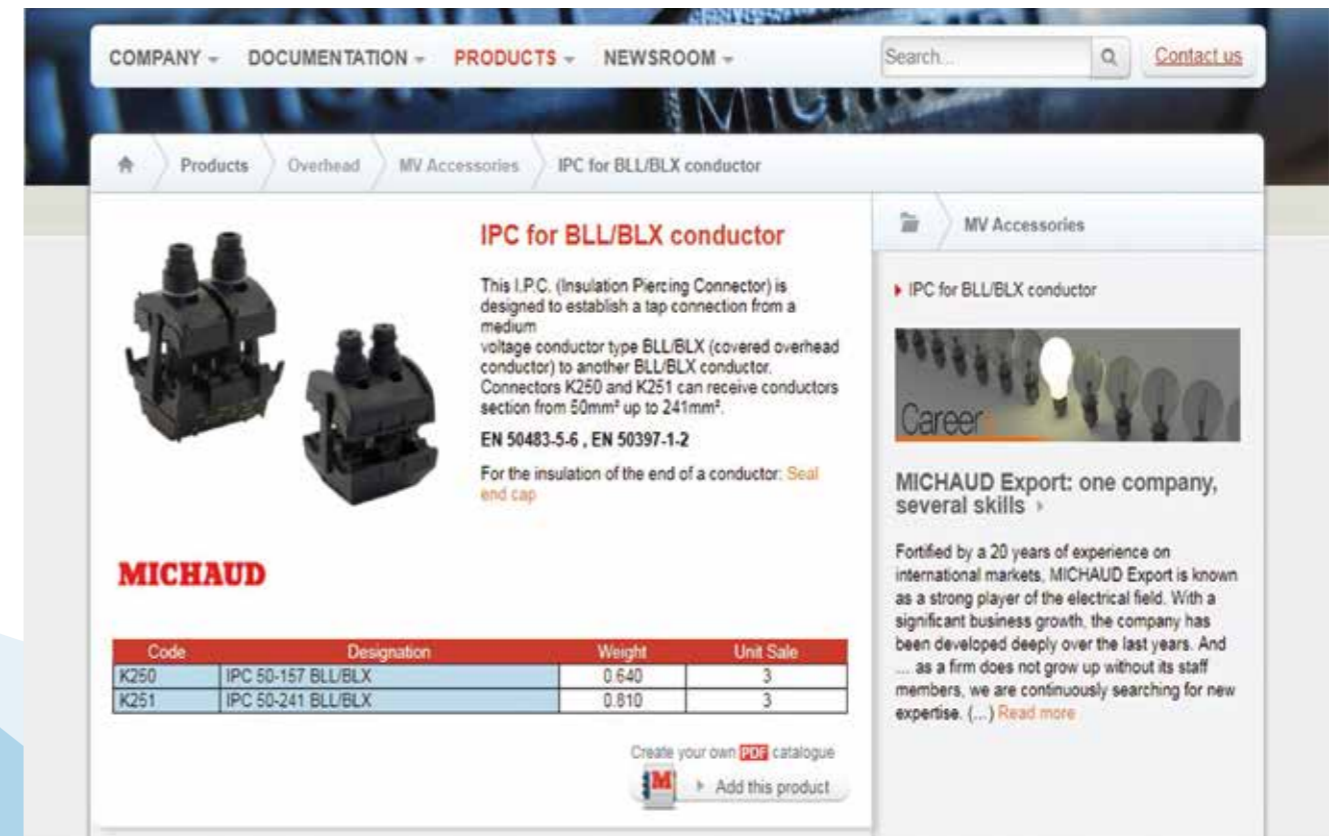 COMPANY DOCUMENTATION PRODUCTS NEWSROOM Search... Contact us
Products Overhead MV Accessories IPC for BLL/BLX conductor
IPC for BLL/BLX conductor
This I.P.C. (Insulation Piercing Connector) is
designed to establish a tap connection from a
medium
voltage conductor type BLL/BLX (covered overhead
conductor) to another BLL/BLX conductor.
Connectors K250 and K251 can receive conductors
section from 50mm² up to 241mm².
EN 50483-5-6 , EN 50397-1-2
For the insulation of the end of a conductor: Seal
end cap
MICHAUD
Code Designation Weight Unit Sale
K250 IPC 50-157 BLL/BLX 0.640 3
K251 IPC 50-241 BLL/BLX 0.810 3
Create your own PDF catalogue
M Add this product
MV Accessories
IPC for BLL/BLX conductor
MICHAUD Export: one company,
several skills
Fortified by a 20 years of experience on
international markets, MICHAUD Export is known
as a strong player of the electrical field. With a
significant business growth, the company has
been developed deeply over the last years. And
.... as a firm does not grow up without its staff
members, we are continuously searching for new
expertise. (...) Read more